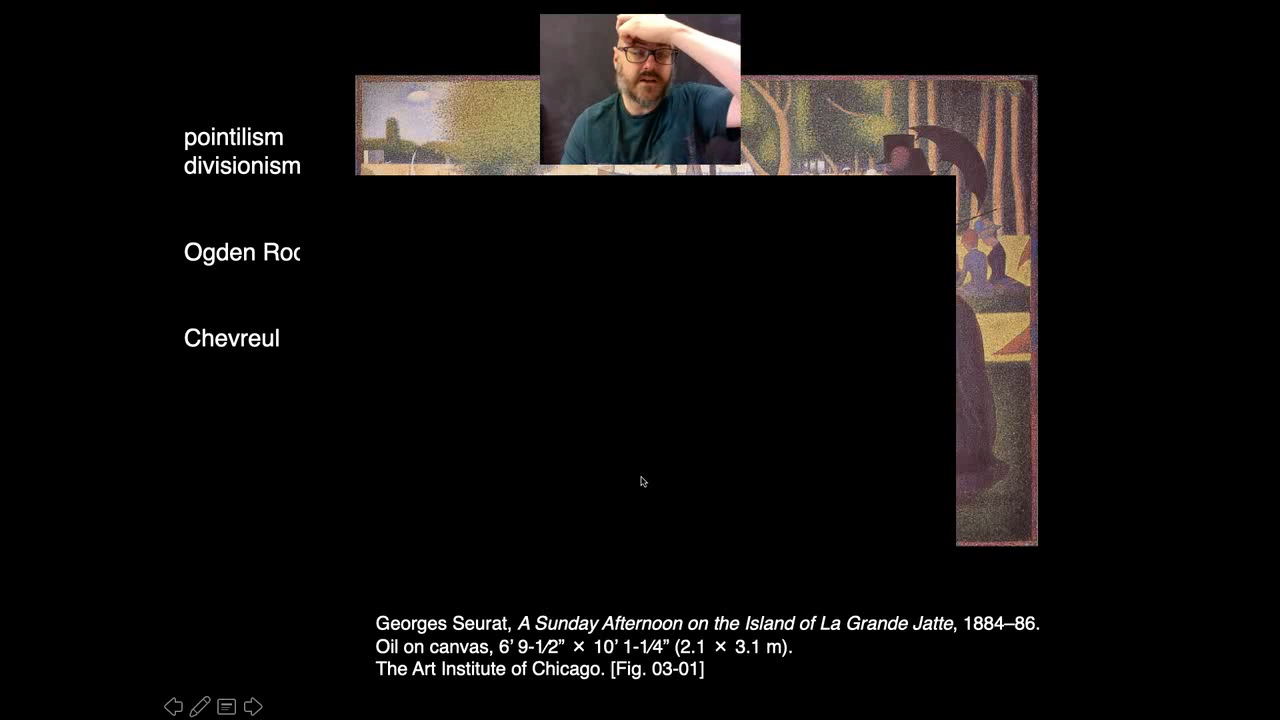 pointilism
divisionism
Ogden Roo
Chevreul
Georges Seurat, A Sunday Afternoon on the Island of La Grande Jatte, 1884–86.
Oil on canvas, 6’ 9-1⁄2” × 10’ 1-1⁄4” (2.1 × 3.1 m).
The Art Institute of Chicago. [Fig. 03-01]